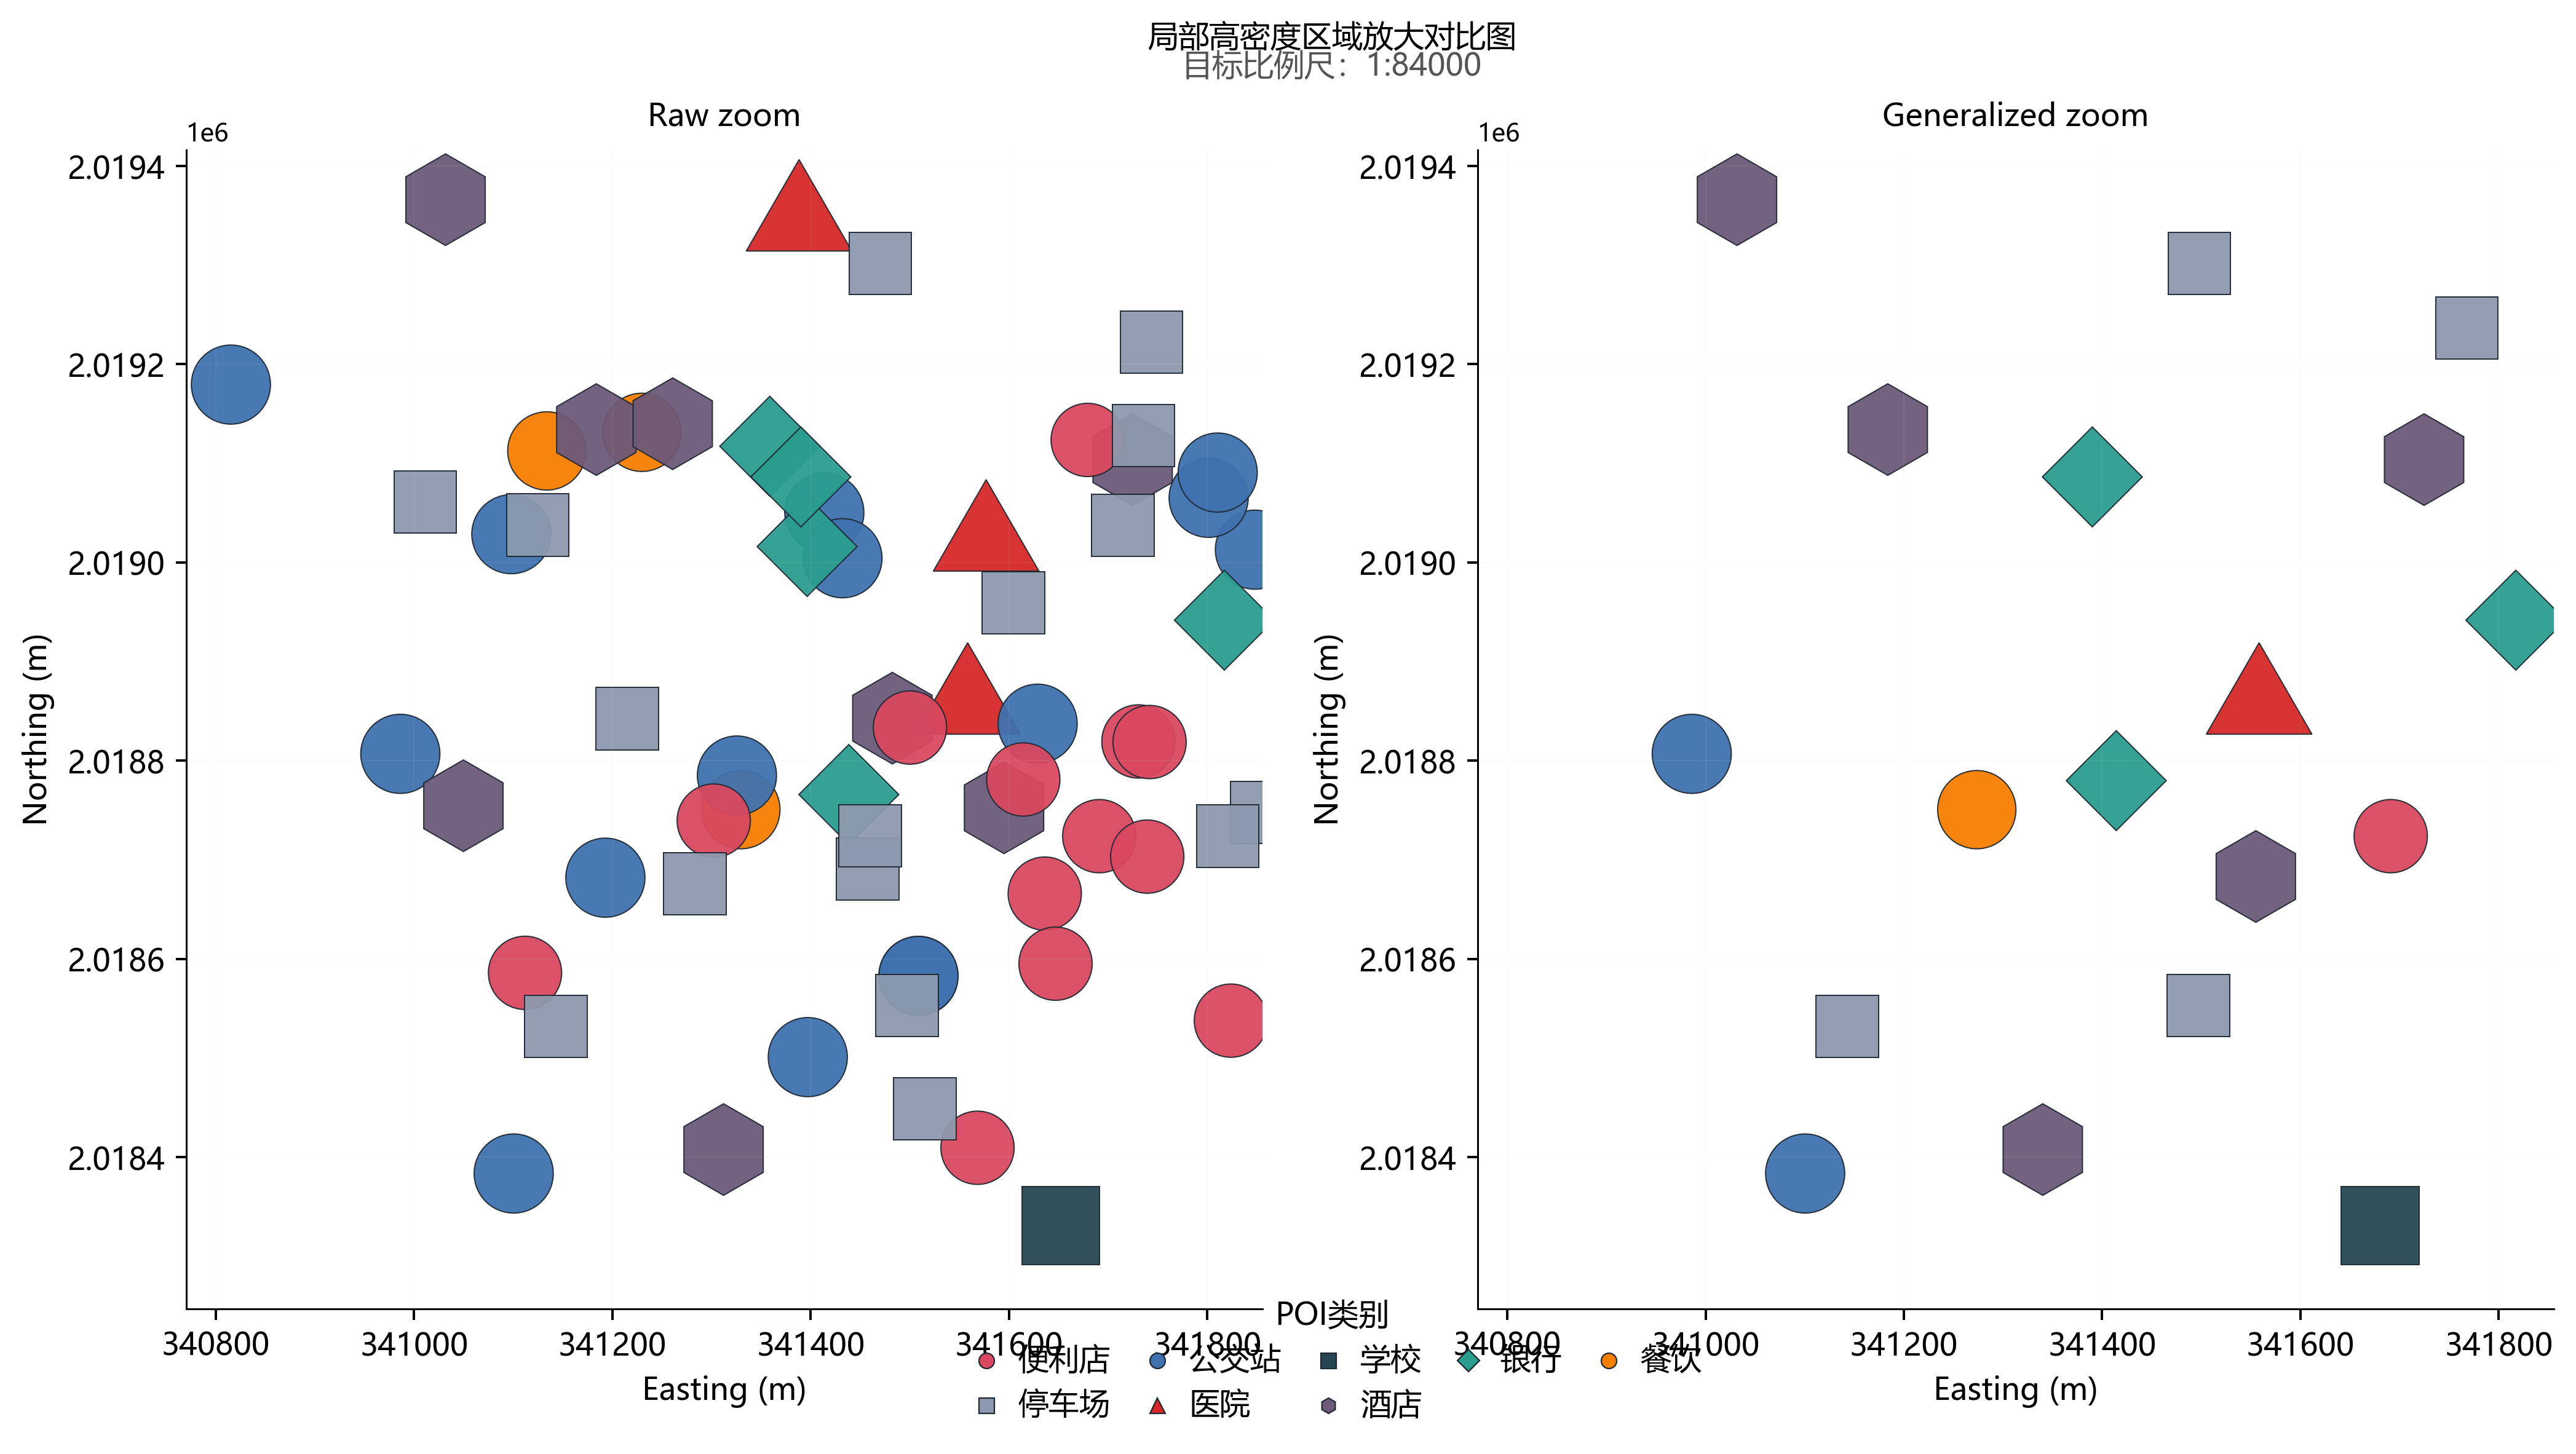 局部高密度区域放大对比图
目标比例尺：1:84000
Raw zoom
1e6
2.0194
2.0192
2.0190
2.0188
2.0186
2.0184
Northing (m)
340800 341000 341200 341400 341600 341800
Easting (m)
Generalized zoom
1e6
2.0194
2.0192
2.0190
2.0188
2.0186
2.0184
Northing (m)
340800 341000 341200 341400 341600 341800
Easting (m)
POI类别
便利店 公交站 学校 银行 餐饮
停车场 医院 酒店